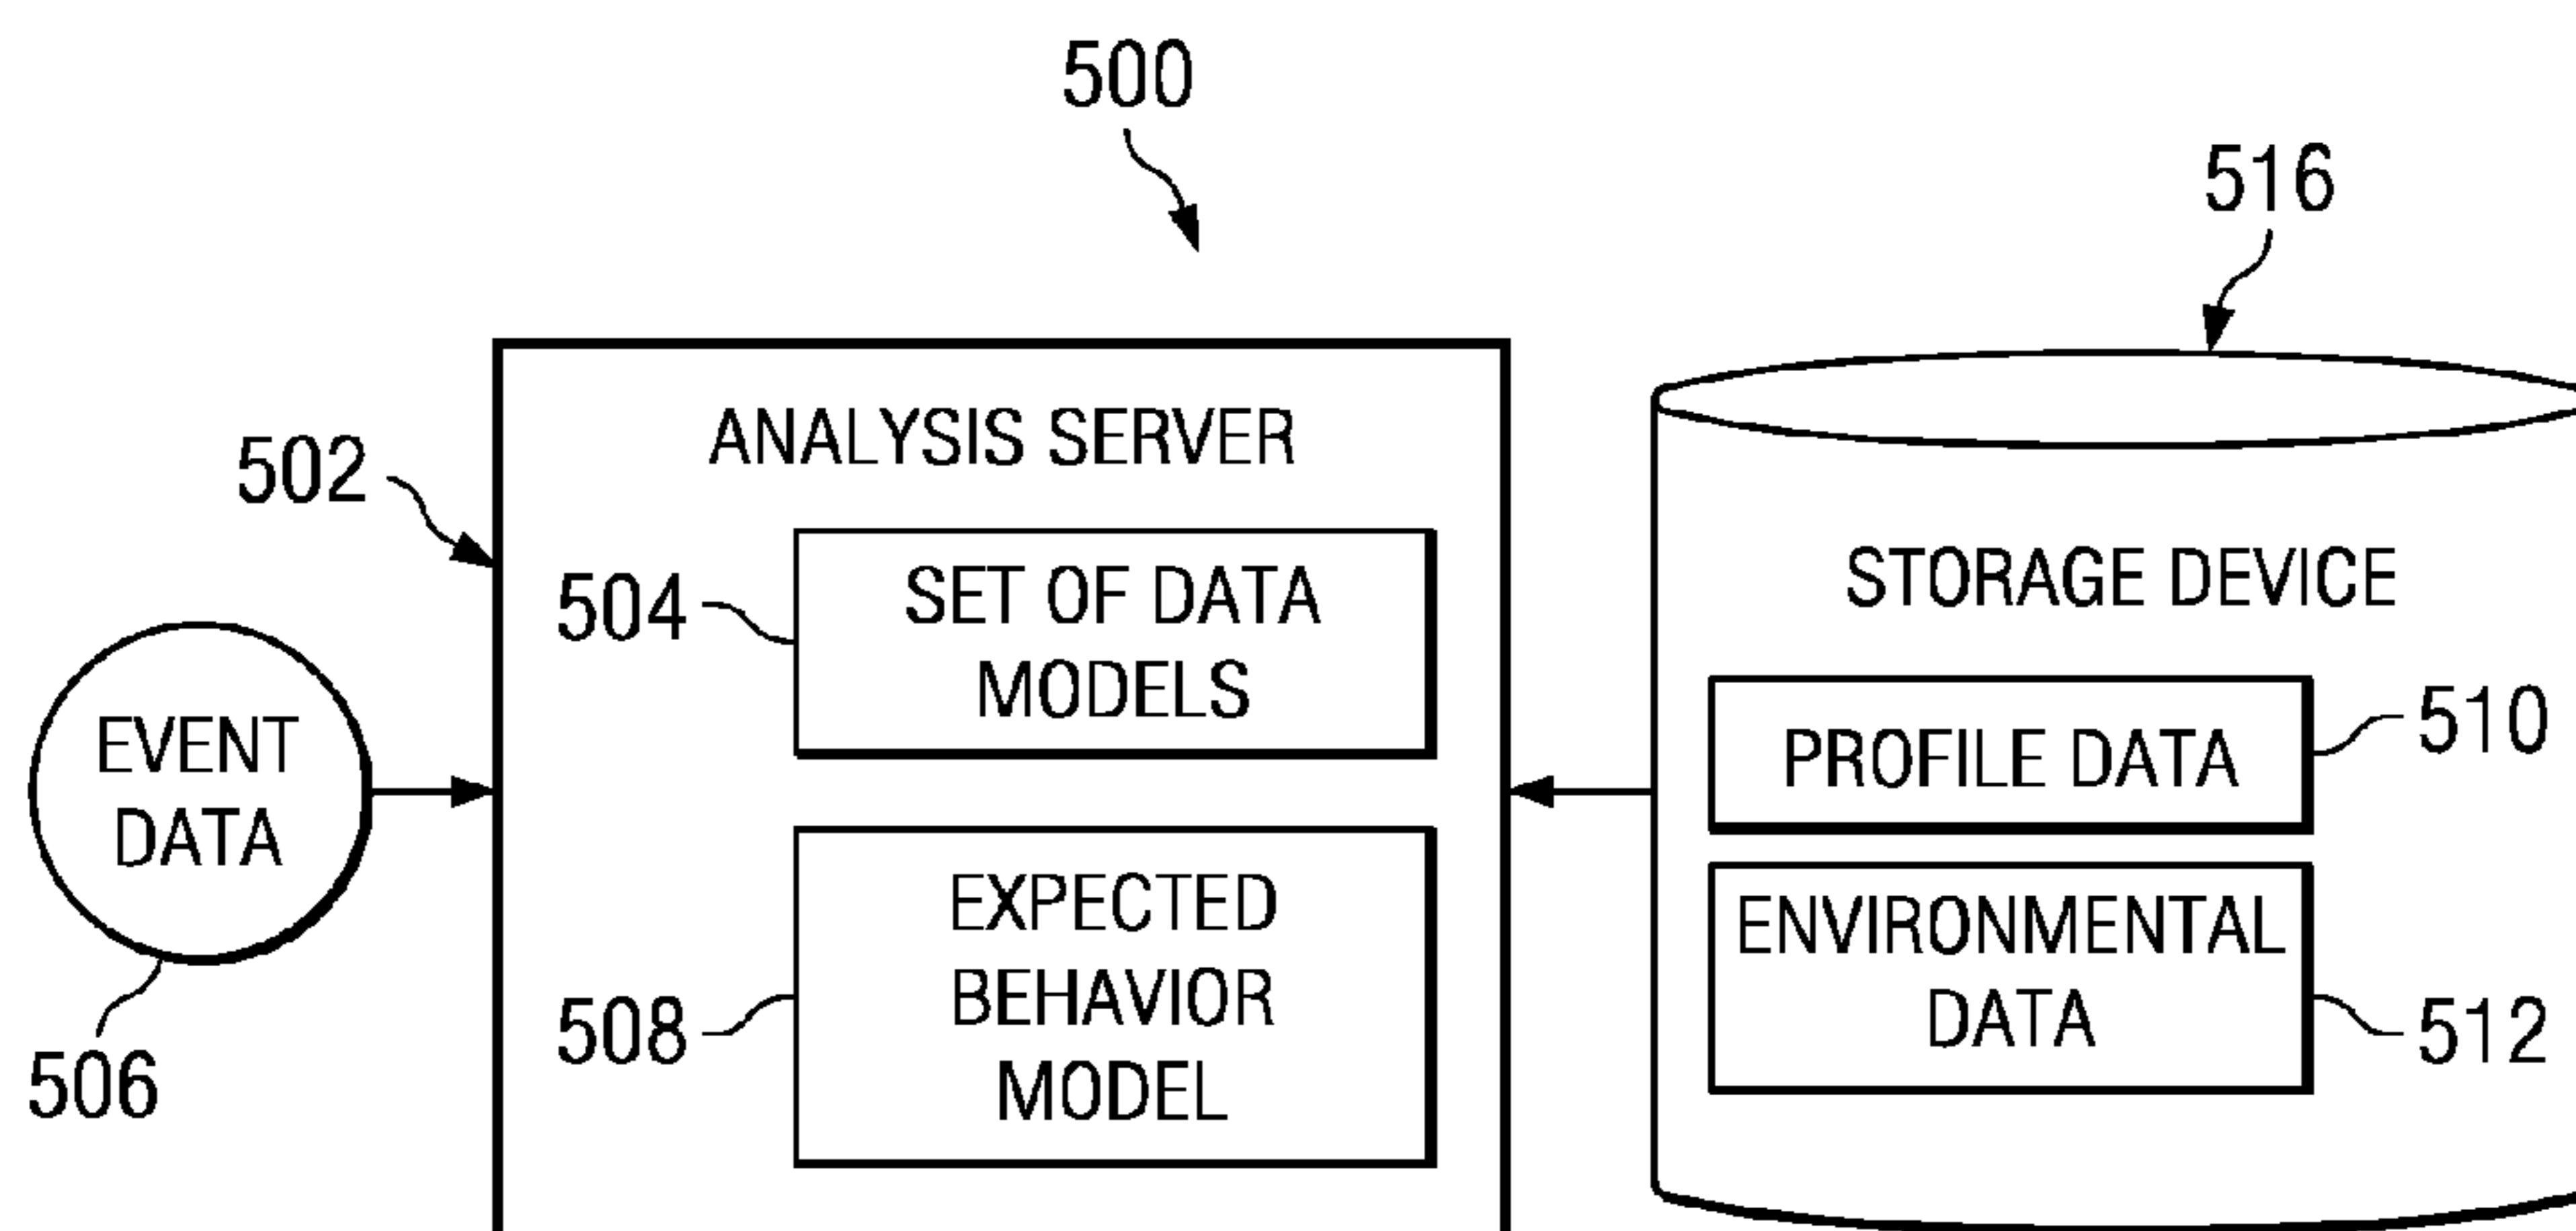 500
516
ANALYSIS SERVER
502
504
SET OF DATA
MODELS
STORAGE DEVICE
PROFILE DATA
510
EVENT
DATA
506
EXPECTED
BEHAVIOR
MODEL
508
ENVIRONMENTAL
DATA
512